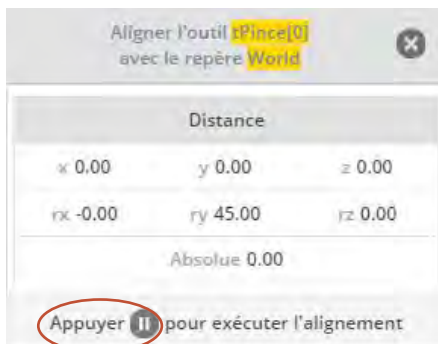 Aligner l'outil tPince[0]
avec le repère World
Distance
x 0.00 y 0.00 z 0.00
rx -0.00 ry 45.00 rz 0.00
Absolue 0.00
Appuyer pour exécuter l'alignement